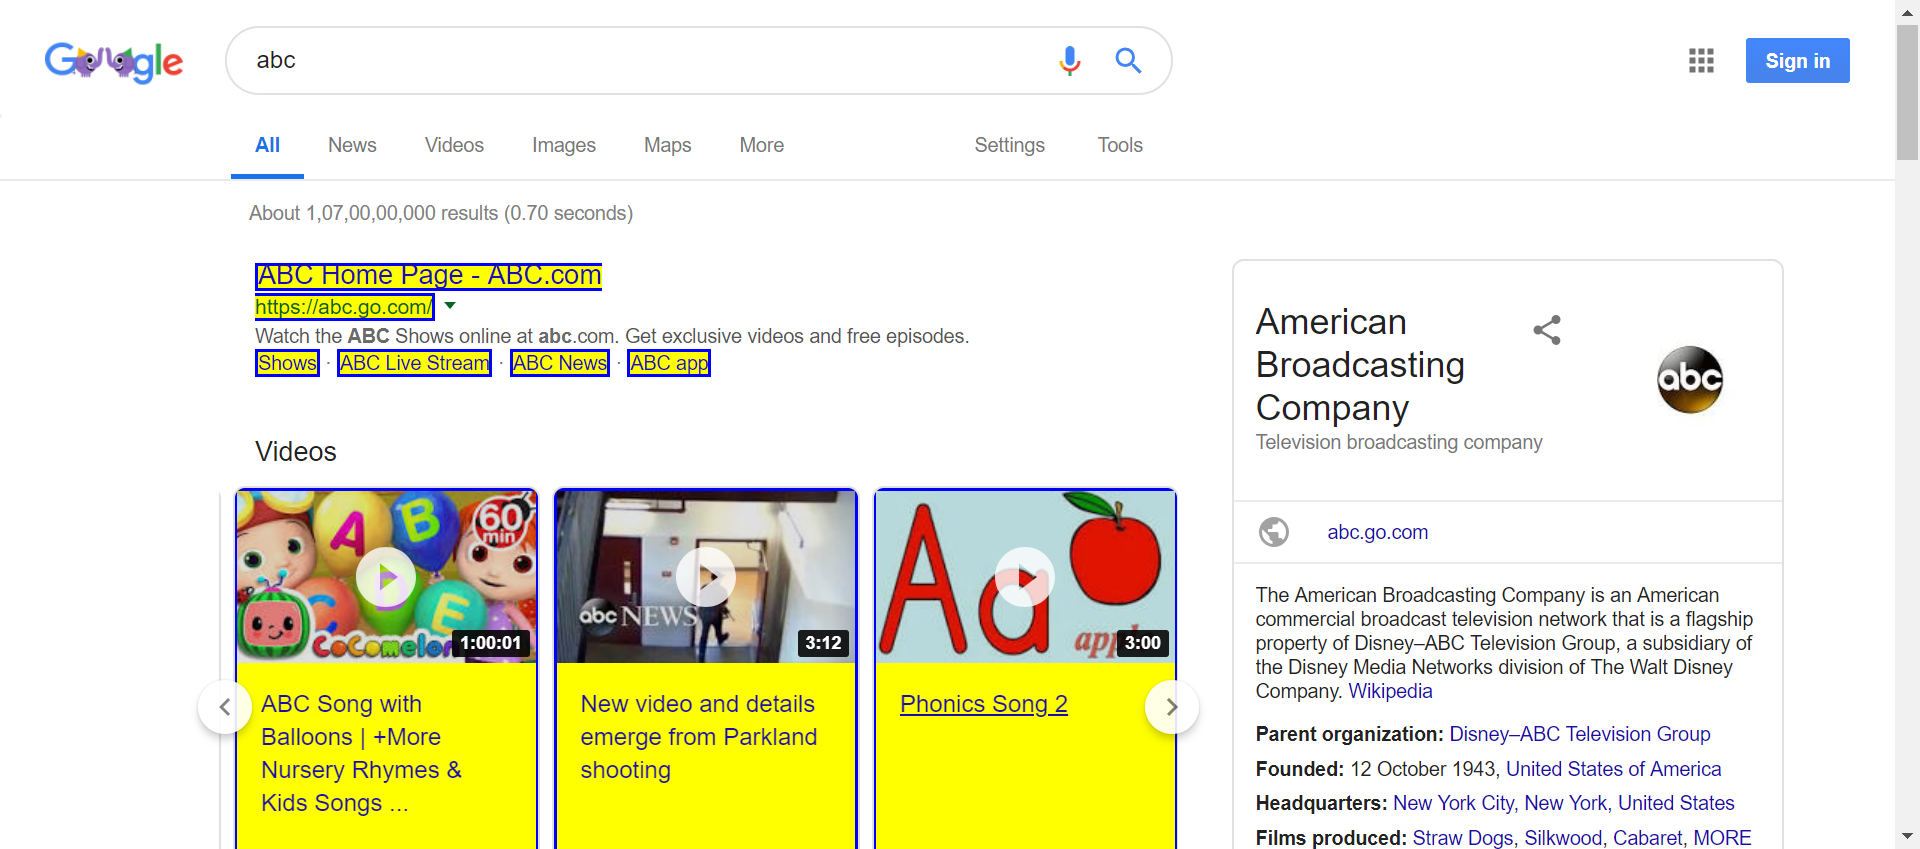 Google
abc
Sign in
All
News
Videos
Images
Maps
More
Settings
Tools
About 1,07,00,00,000 results (0.70 seconds)
ABC Home Page - ABC.com
https://abc.go.com/
Watch the ABC Shows online at abc.com. Get exclusive videos and free episodes.
Shows · ABC Live Stream · ABC News · ABC app
Videos
A B C D E
60
min
CoComelon
1:00:01
ABC Song with
Balloons | +More
Nursery Rhymes &
Kids Songs ...
abc NEWS
3:12
New video and details
emerge from Parkland
shooting
Aa
apple
3:00
Phonics Song 2
American
Broadcasting
Company
Television broadcasting company
abc
abc.go.com
The American Broadcasting Company is an American
commercial broadcast television network that is a flagship
property of Disney–ABC Television Group, a subsidiary of
the Disney Media Networks division of The Walt Disney
Company. Wikipedia
Parent organization: Disney–ABC Television Group
Founded: 12 October 1943, United States of America
Headquarters: New York City, New York, United States
Films produced: Straw Dogs, Silkwood, Cabaret, MORE